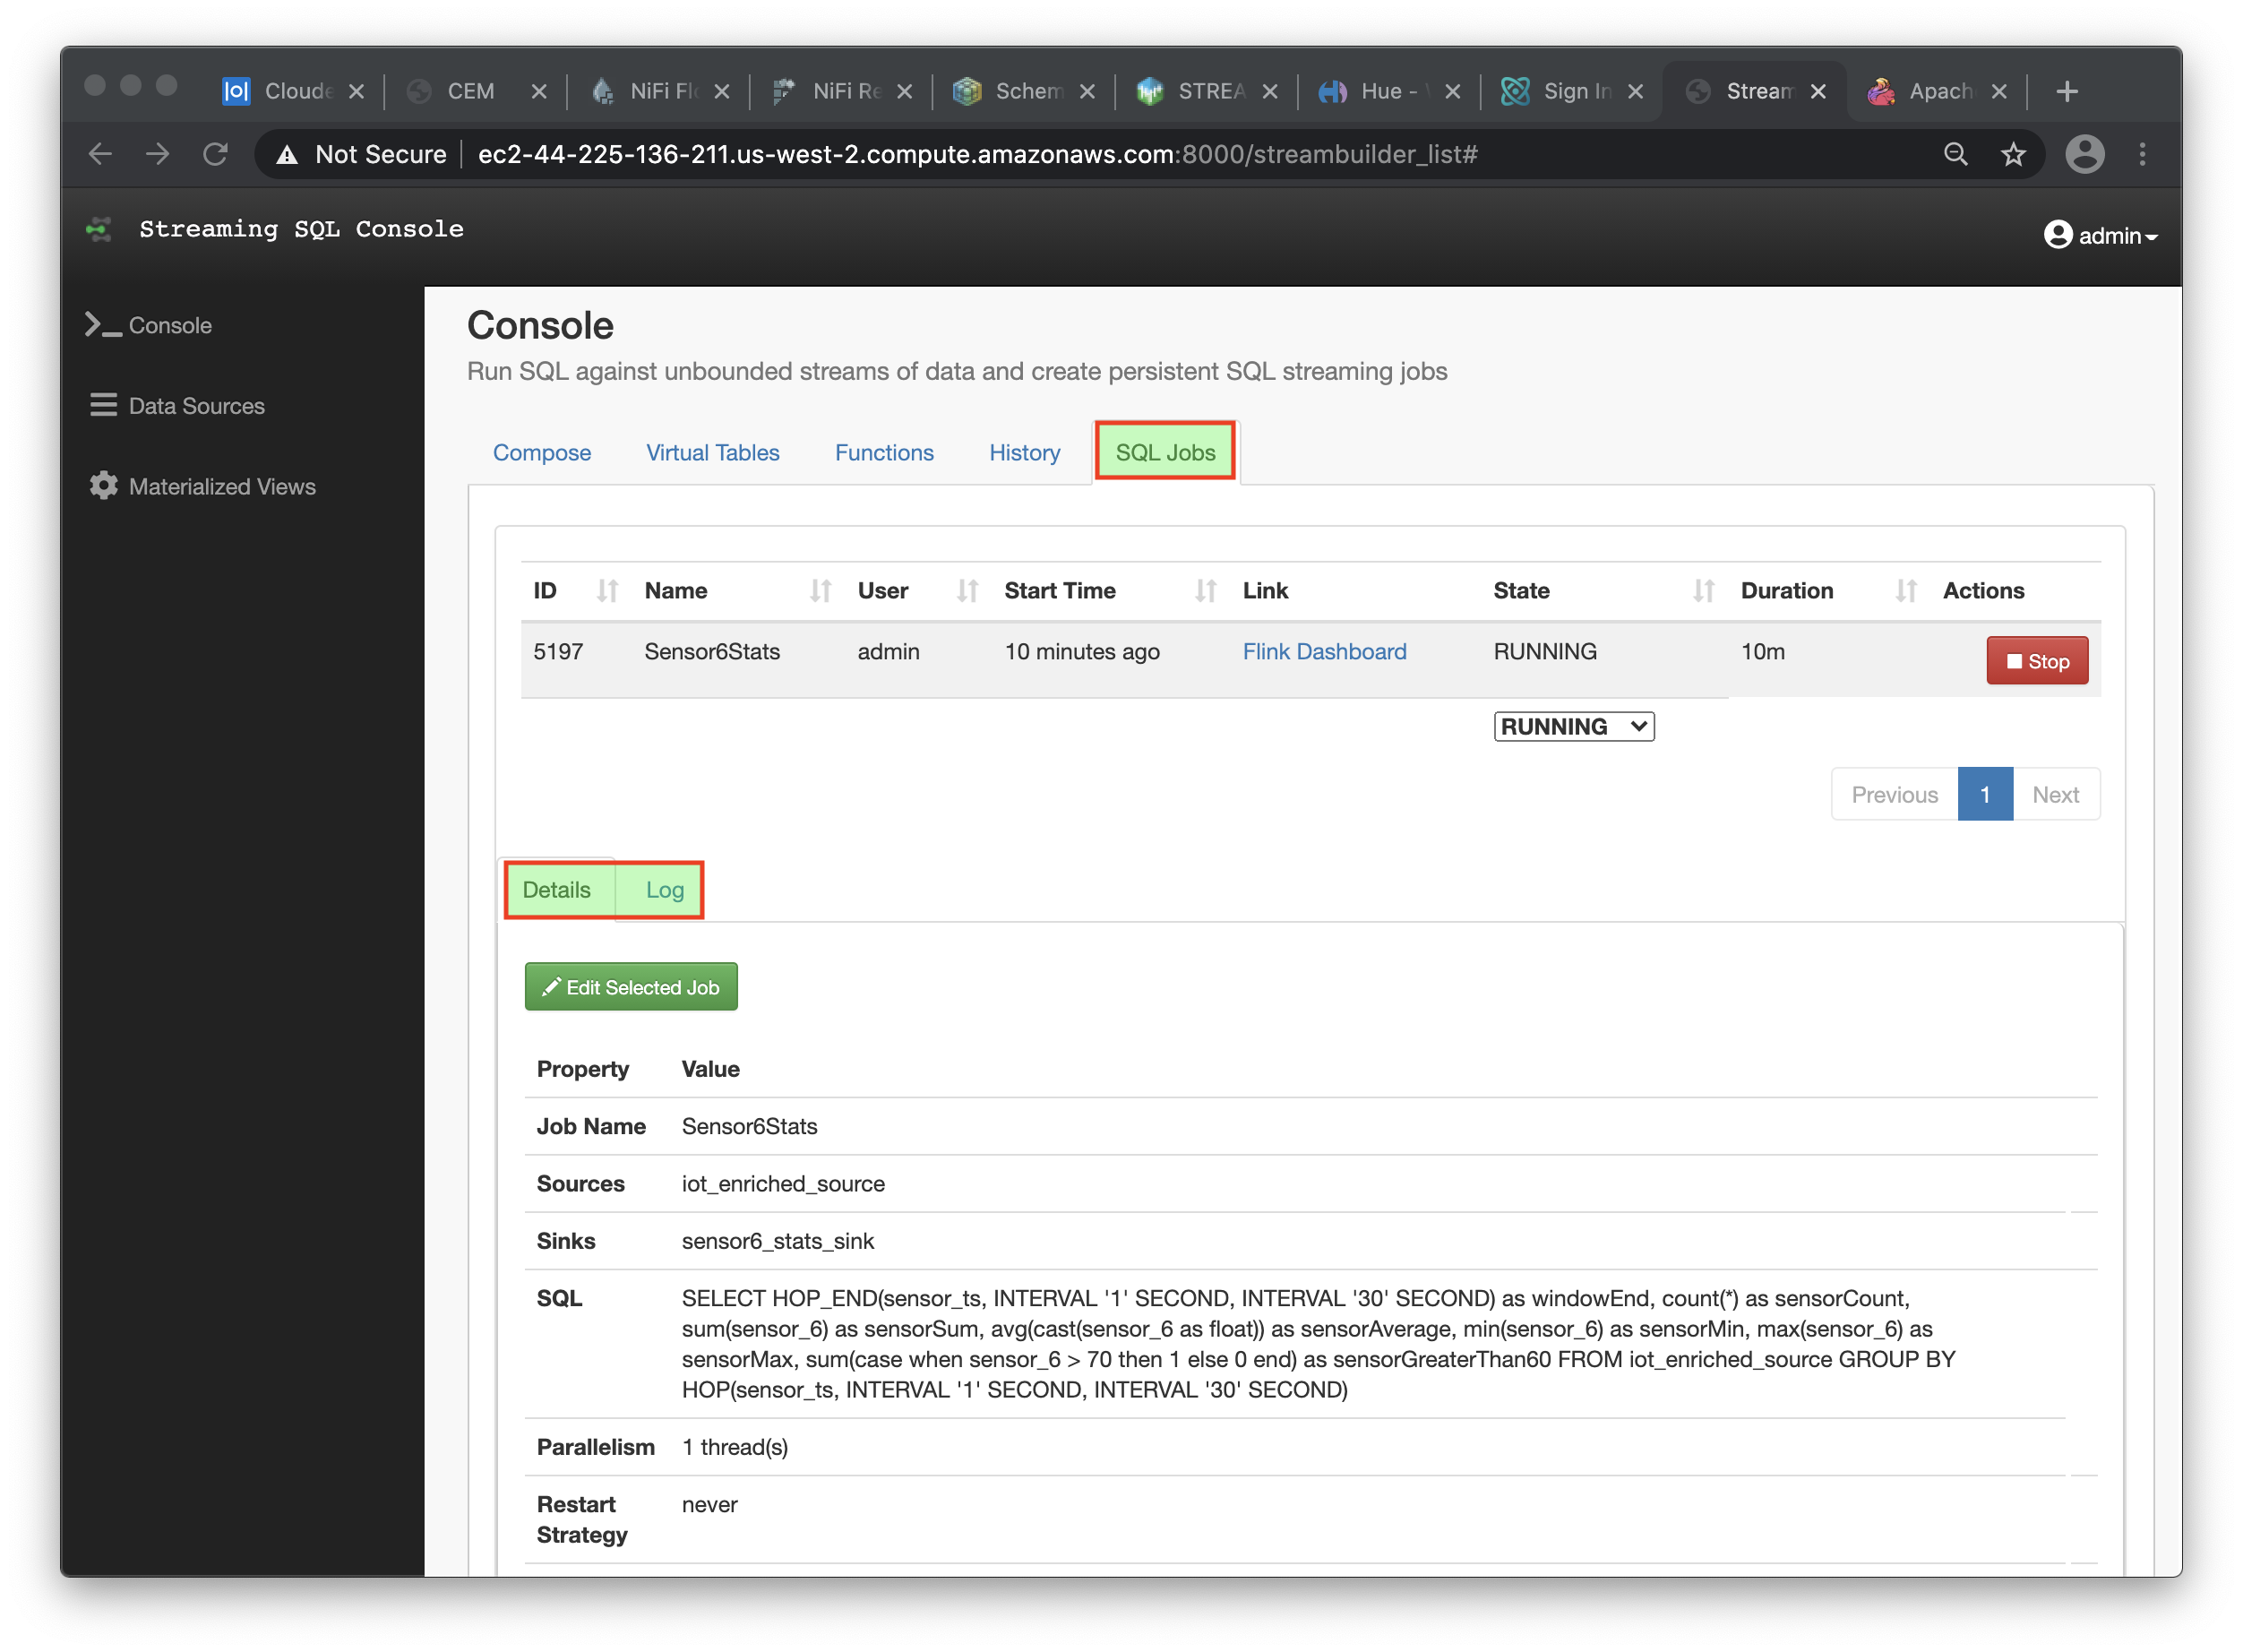 Cloude
CEM
NiFi Fl
NiFi Re
Schem
STREA
Hue -
Sign In
Stream
Apach
Not Secure
ec2-44-225-136-211.us-west-2.compute.amazonaws.com:8000/streambuilder_list#
Streaming SQL Console
admin
Console
Data Sources
Materialized Views
Console
Run SQL against unbounded streams of data and create persistent SQL streaming jobs
Compose Virtual Tables Functions History SQL Jobs
ID Name User Start Time Link State Duration Actions
5197 Sensor6Stats admin 10 minutes ago Flink Dashboard RUNNING 10m Stop
RUNNING
Previous 1 Next
Details Log
Edit Selected Job
Property Value
Job Name Sensor6Stats
Sources iot_enriched_source
Sinks sensor6_stats_sink
SQL SELECT HOP_END(sensor_ts, INTERVAL '1' SECOND, INTERVAL '30' SECOND) as windowEnd, count(*) as sensorCount,
sum(sensor_6) as sensorSum, avg(cast(sensor_6 as float)) as sensorAverage, min(sensor_6) as sensorMin, max(sensor_6) as
sensorMax, sum(case when sensor_6 > 70 then 1 else 0 end) as sensorGreaterThan60 FROM iot_enriched_source GROUP BY
HOP(sensor_ts, INTERVAL '1' SECOND, INTERVAL '30' SECOND)
Parallelism 1 thread(s)
Restart never
Strategy